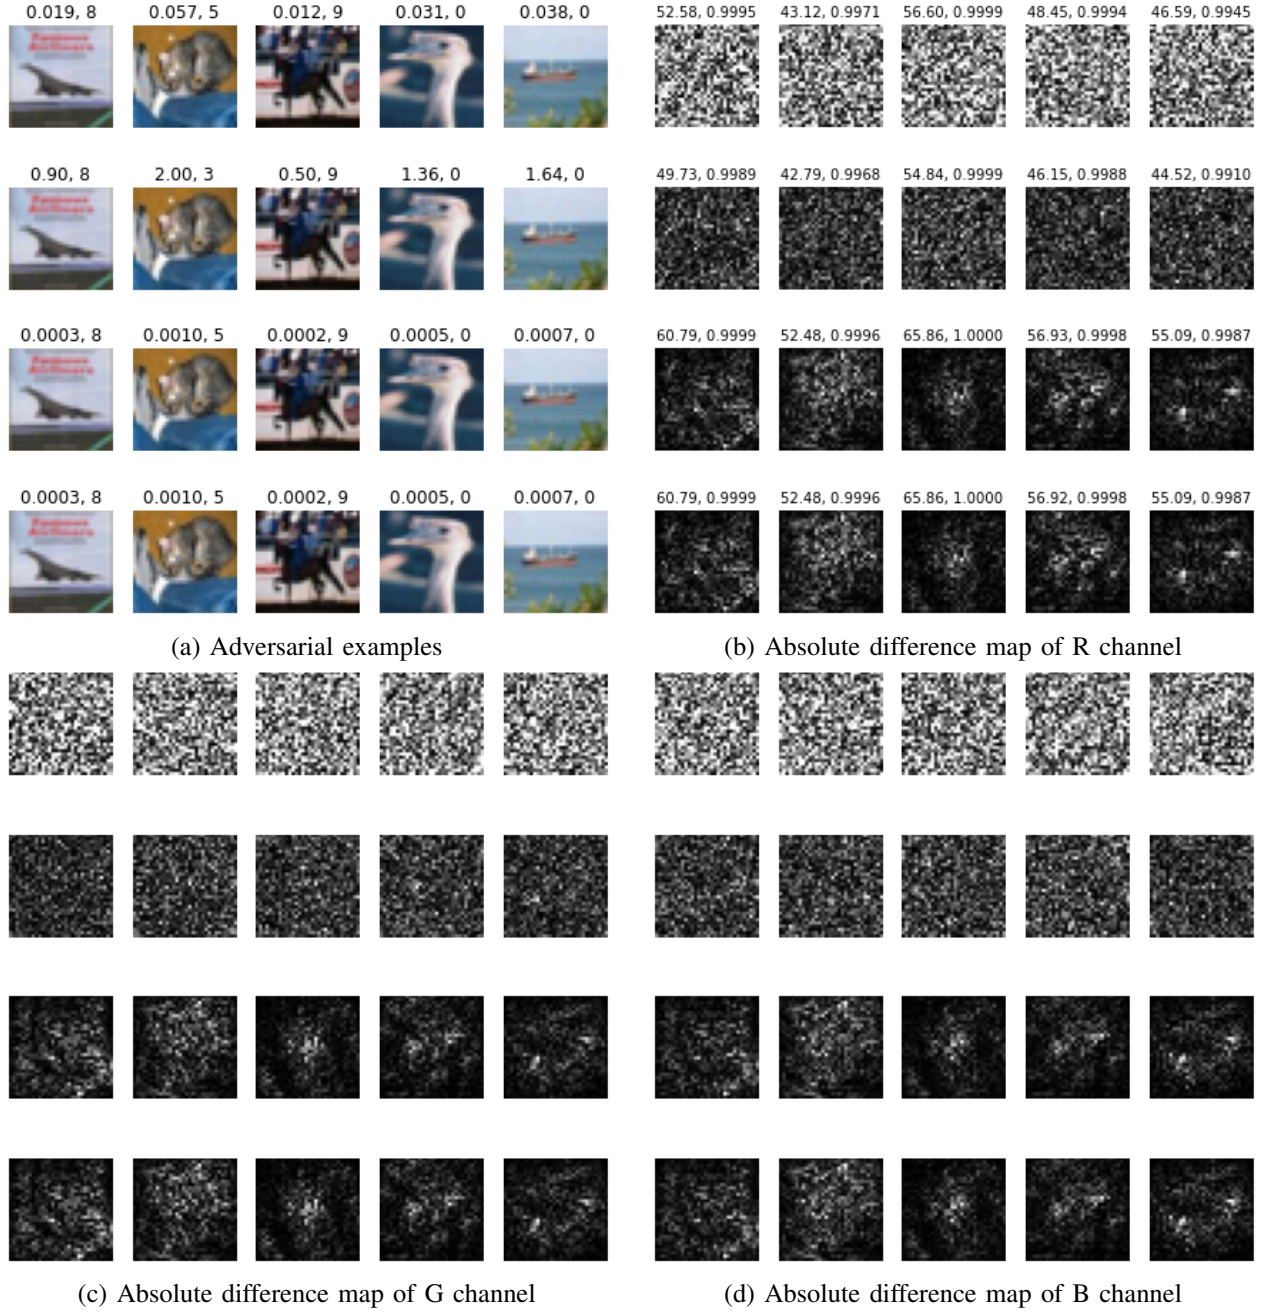 0.019, 8 0.057, 5 0.012, 9 0.031, 0 0.038, 0
0.90, 8 2.00, 3 0.50, 9 1.36, 0 1.64, 0
0.0003, 8 0.0010, 5 0.0002, 9 0.0005, 0 0.0007, 0
0.0003, 8 0.0010, 5 0.0002, 9 0.0005, 0 0.0007, 0
(a) Adversarial examples
52.58, 0.9995 43.12, 0.9971 56.60, 0.9999 48.45, 0.9994 46.59, 0.9945
49.73, 0.9989 42.79, 0.9968 54.84, 0.9999 46.15, 0.9988 44.52, 0.9910
60.79, 0.9999 52.48, 0.9996 65.86, 1.0000 56.93, 0.9998 55.09, 0.9987
60.79, 0.9999 52.48, 0.9996 65.86, 1.0000 56.92, 0.9998 55.09, 0.9987
(b) Absolute difference map of R channel
(c) Absolute difference map of G channel
(d) Absolute difference map of B channel